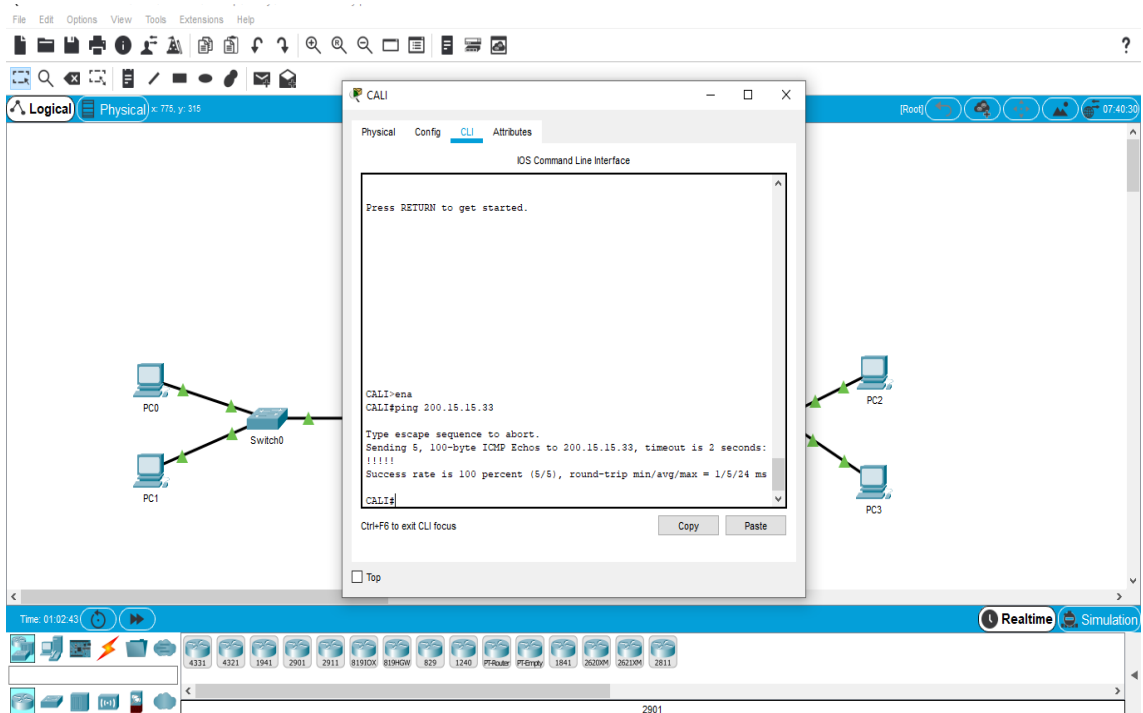 File Edit Options View Tools Extensions Help
?
Logical Physical x: 775, y: 315
[Root] 07:40:30
CALI
Physical Config CLI Attributes
IOS Command Line Interface
Press RETURN to get started.
CALI>ena
CALI#ping 200.15.15.33
Type escape sequence to abort.
Sending 5, 100-byte ICMP Echos to 200.15.15.33, timeout is 2 seconds:
!!!!!
Success rate is 100 percent (5/5), round-trip min/avg/max = 1/5/24 ms
CALI#
Ctrl+F6 to exit CLI focus
Copy Paste
Top
PC0
Switch0
PC1
PC2
PC3
Time: 01:02:43
Realtime Simulation
4331 4321 1941 2901 2911 819IOX 819HGW 829 1240 PT-Router PT-Empty 1841 2620XM 2621XM 2811
2901